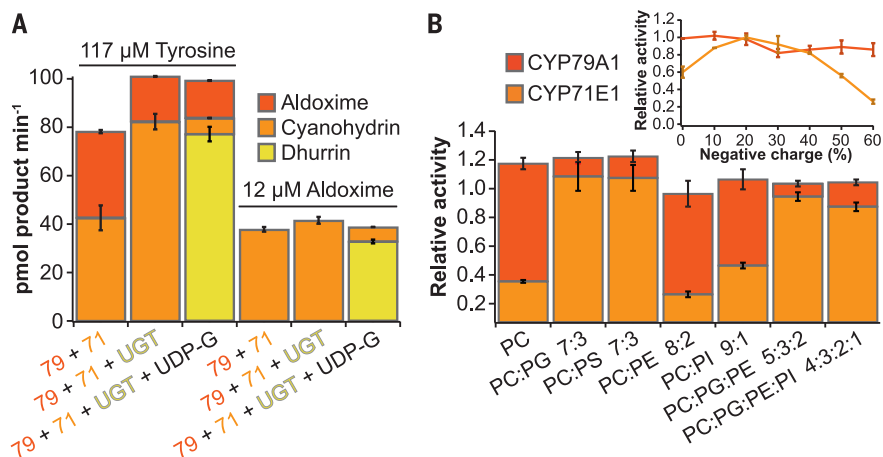 A
117 µM Tyrosine
100
80
60
40
20
0
pmol product min⁻¹
Aldoxime
Cyanohydrin
Dhurrin
12 µM Aldoxime
79 + 71
79 + 71 + UGT
79 + 71 + UGT + UDP-G
79 + 71
79 + 71 + UGT
79 + 71 + UGT + UDP-G
B
CYP79A1
CYP71E1
Relative activity
1.2
1.0
0.8
0.6
0.4
0.2
0.0
0 10 20 30 40 50 60
Negative charge (%)
Relative activity
1.4
1.2
1.0
0.8
0.6
0.4
0.2
PC
PC:PG 7:3
PC:PS 7:3
PC:PE 8:2
PC:PI 9:1
PC:PG:PE 5:3:2
PC:PG:PE:PI 4:3:2:1